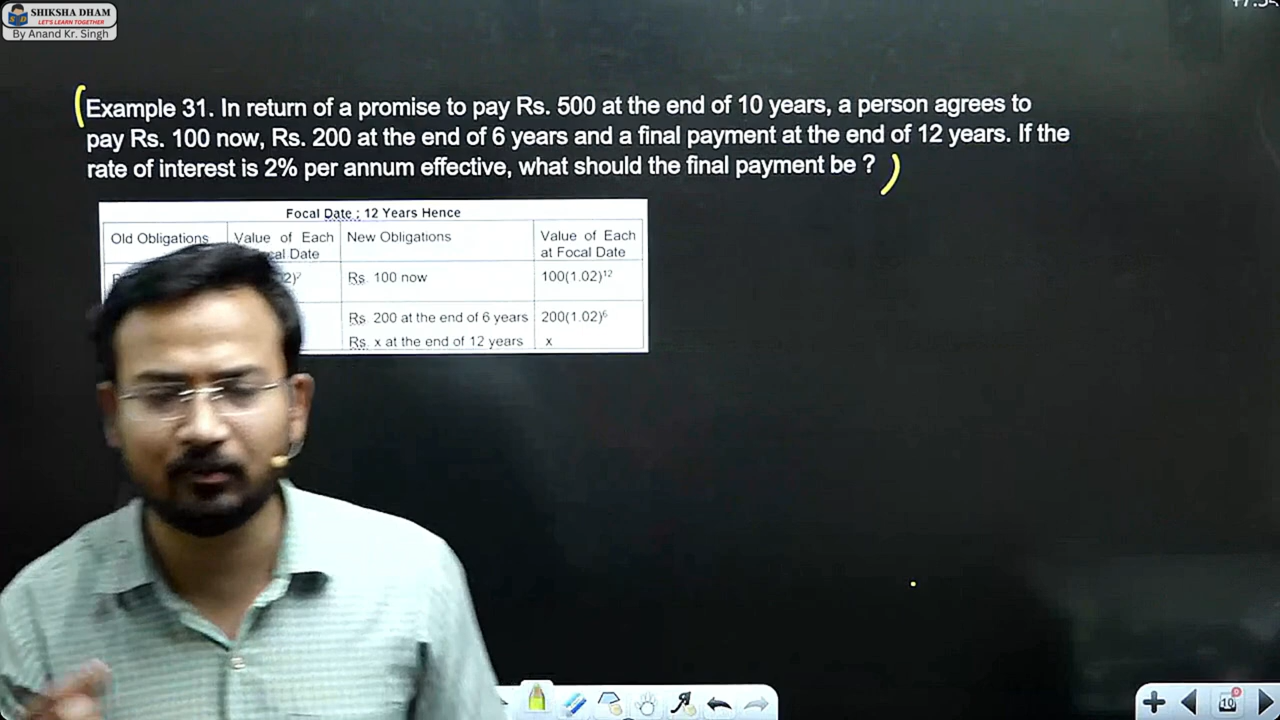 SHIKSHA DHAM
LET'S LEARN TOGETHER
By Anand Kr. Singh
Example 31. In return of a promise to pay Rs. 500 at the end of 10 years, a person agrees to
pay Rs. 100 now, Rs. 200 at the end of 6 years and a final payment at the end of 12 years. If the
rate of interest is 2% per annum effective, what should the final payment be ?
Focal Date : 12 Years Hence
Old Obligations Value of Each New Obligations Value of Each
Date at Focal Date
Rs. 100 now 100(1.02)¹²
Rs. 200 at the end of 6 years 200(1.02)⁶
Rs. x at the end of 12 years x
10